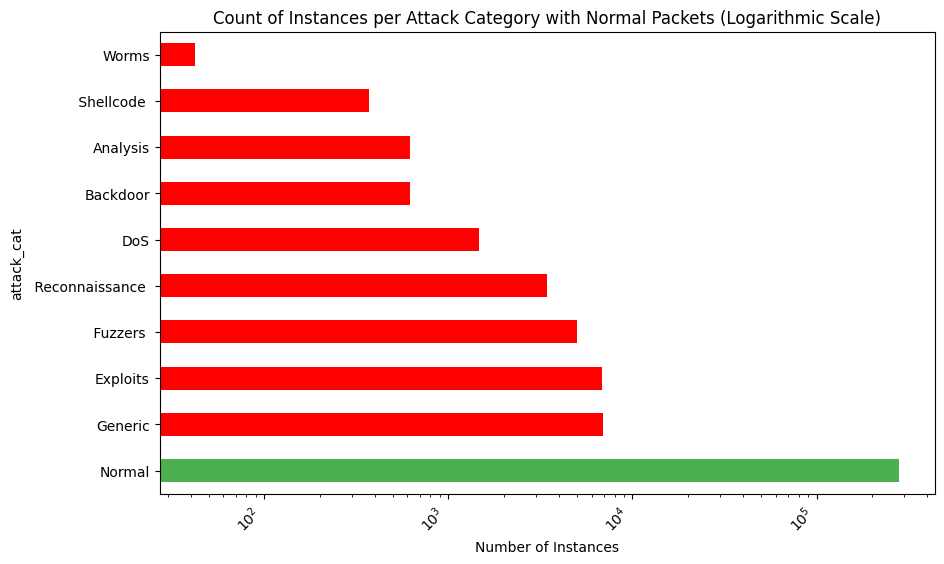 Count of Instances per Attack Category with Normal Packets (Logarithmic Scale)
Worms
Shellcode
Analysis
Backdoor
DoS
Reconnaissance
Fuzzers
Exploits
Generic
Normal
attack_cat
10²
10³
10⁴
10⁵
Number of Instances